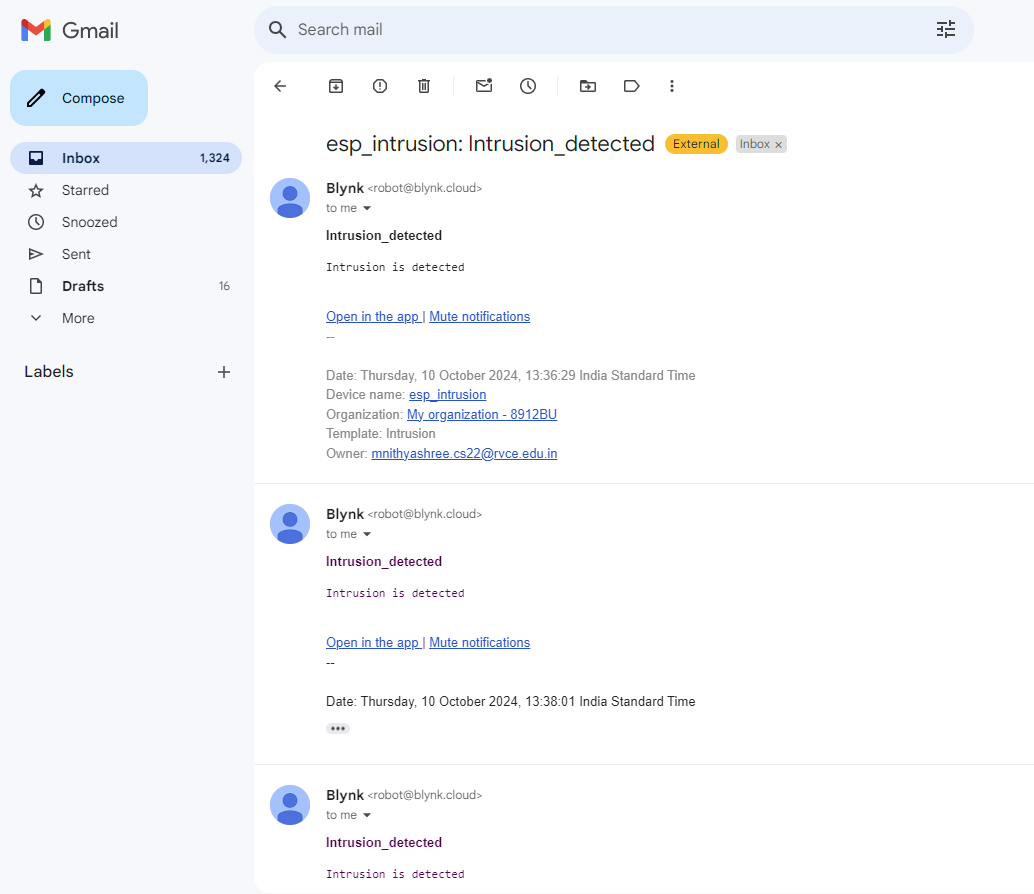 Gmail
Search mail
Compose
Inbox 1,324
Starred
Snoozed
Sent
Drafts 16
More
Labels
esp_intrusion: Intrusion_detected External Inbox ×
Blynk <robot@blynk.cloud>
to me
Intrusion_detected
Intrusion is detected
Open in the app | Mute notifications
--
Date: Thursday, 10 October 2024, 13:36:29 India Standard Time
Device name: esp_intrusion
Organization: My organization - 8912BU
Template: Intrusion
Owner: mnithyashree.cs22@rvce.edu.in
Blynk <robot@blynk.cloud>
to me
Intrusion_detected
Intrusion is detected
Open in the app | Mute notifications
--
Date: Thursday, 10 October 2024, 13:38:01 India Standard Time
Blynk <robot@blynk.cloud>
to me
Intrusion_detected
Intrusion is detected